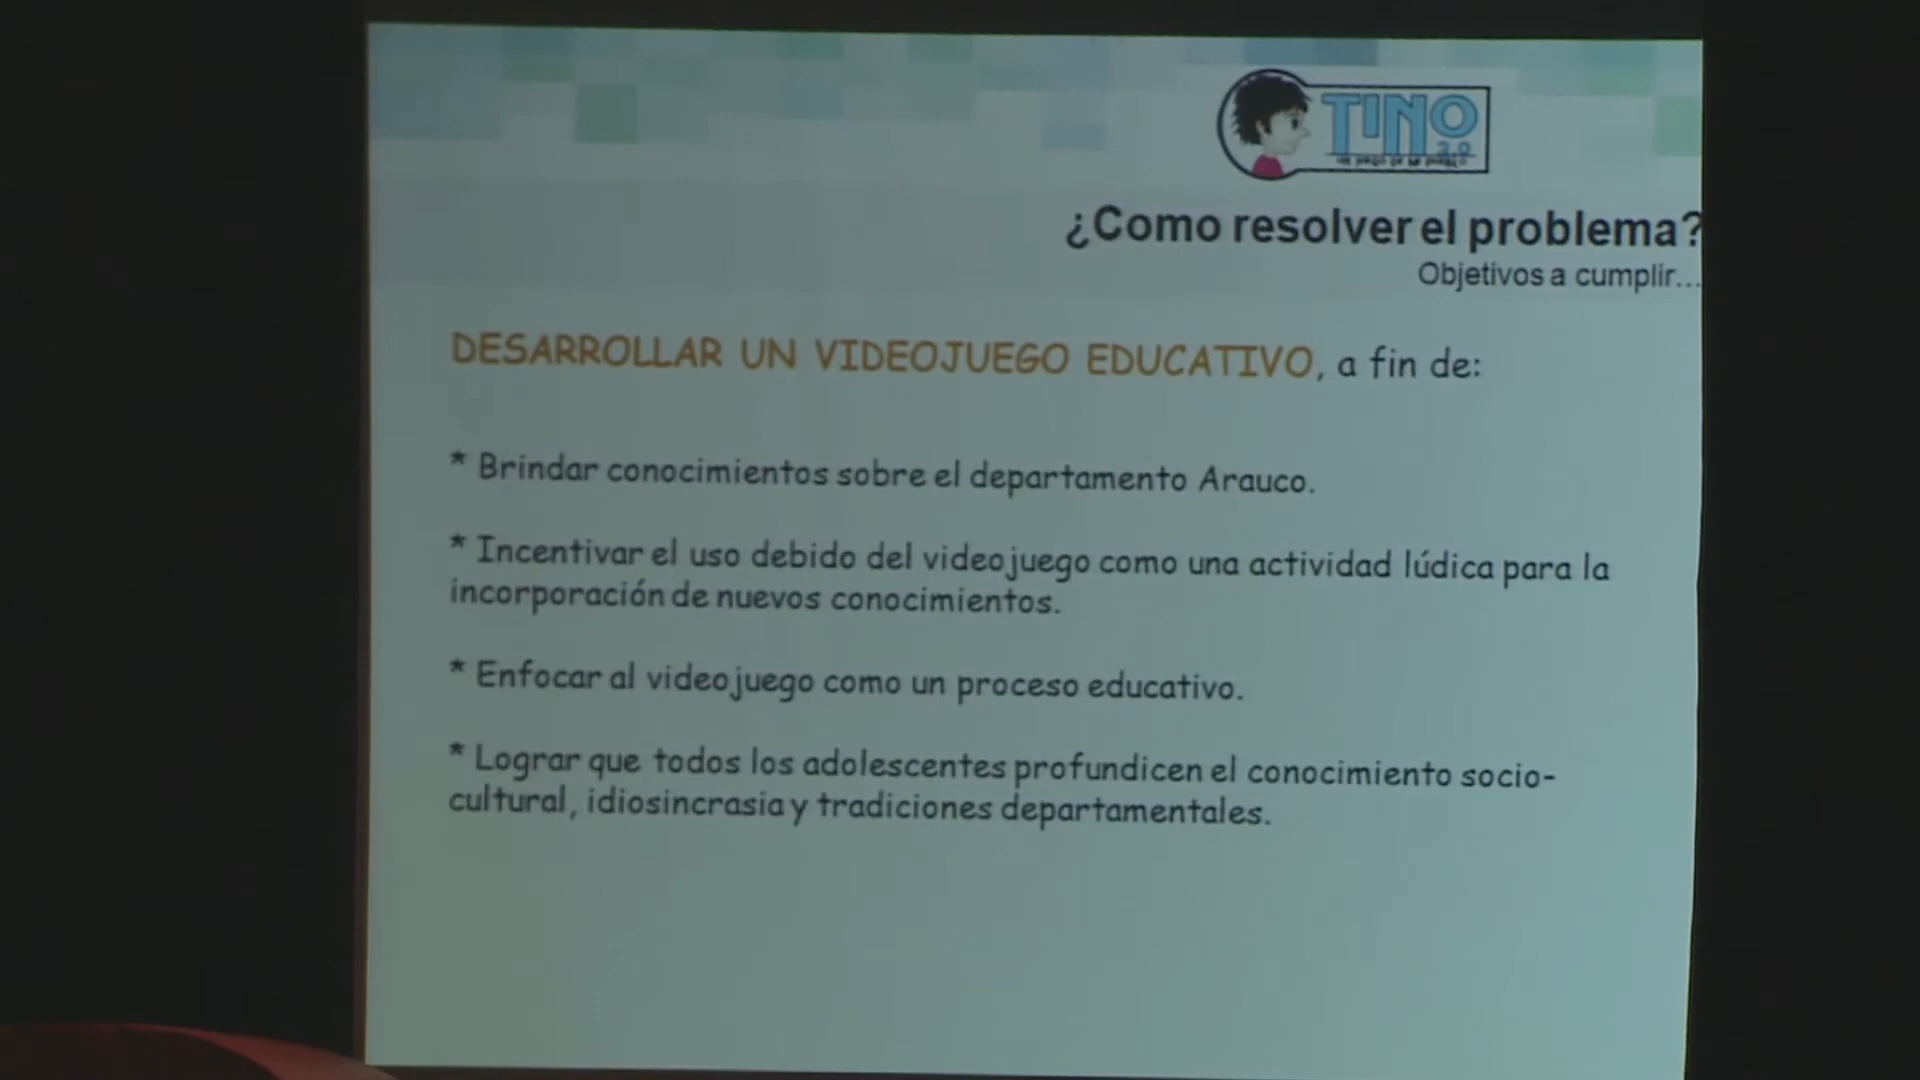 TINO
2.0
¿Como resolver el problema?
Objetivos a cumplir...
DESARROLLAR UN VIDEOJUEGO EDUCATIVO, a fin de:
* Brindar conocimientos sobre el departamento Arauco.
* Incentivar el uso debido del videojuego como una actividad lúdica para la
incorporación de nuevos conocimientos.
* Enfocar al videojuego como un proceso educativo.
* Lograr que todos los adolescentes profundicen el conocimiento socio-
cultural, idiosincrasia y tradiciones departamentales.